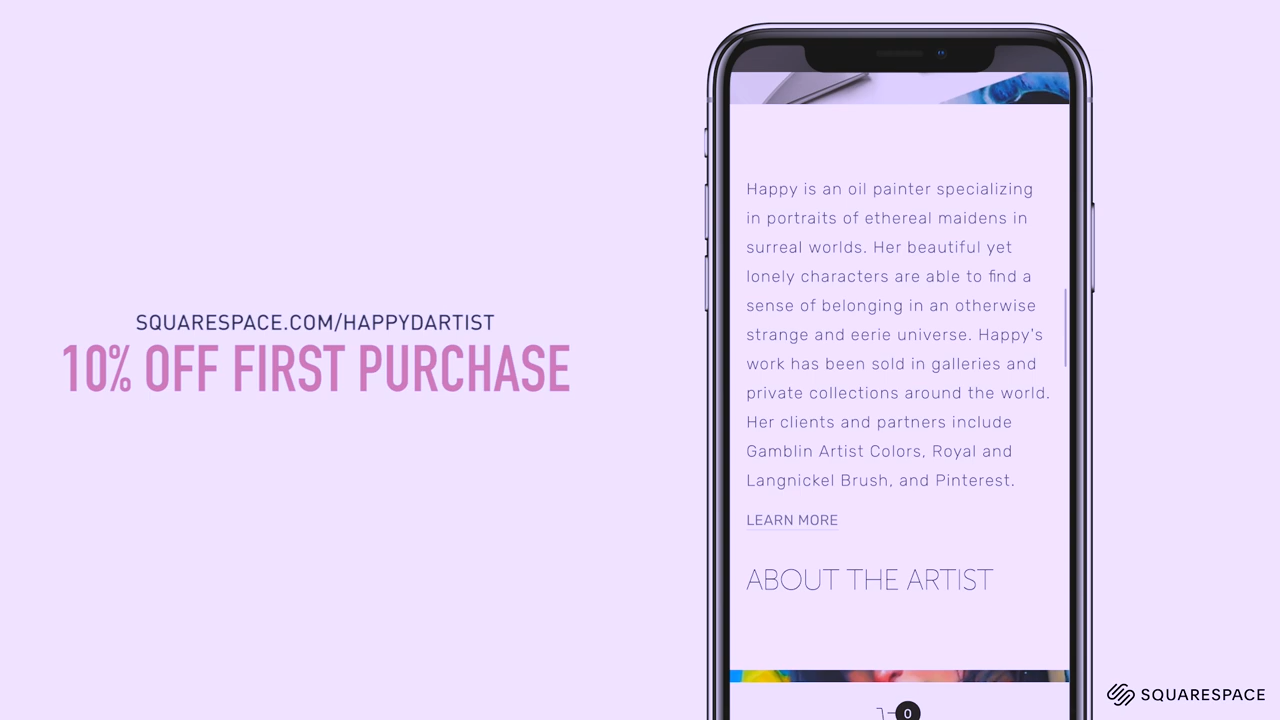 SQUARESPACE.COM/HAPPYDARTIST
10% OFF FIRST PURCHASE
Happy is an oil painter specializing
in portraits of ethereal maidens in
surreal worlds. Her beautiful yet
lonely characters are able to find a
sense of belonging in an otherwise
strange and eerie universe. Happy's
work has been sold in galleries and
private collections around the world.
Her clients and partners include
Gamblin Artist Colors, Royal and
Langnickel Brush, and Pinterest.
LEARN MORE
ABOUT THE ARTIST
0
SQUARESPACE